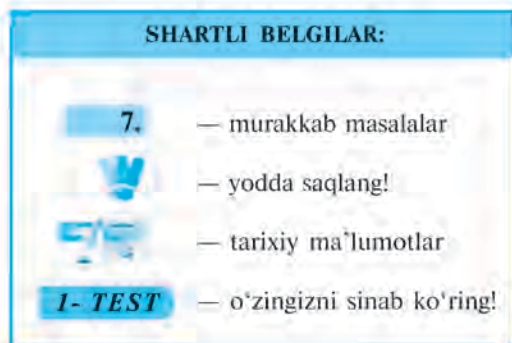 SHARTLI BELGILAR:
7. — murakkab masalalar
— yodda saqlang!
— tarixiy ma'lumotlar
1- TEST — o‘zingizni sinab ko‘ring!